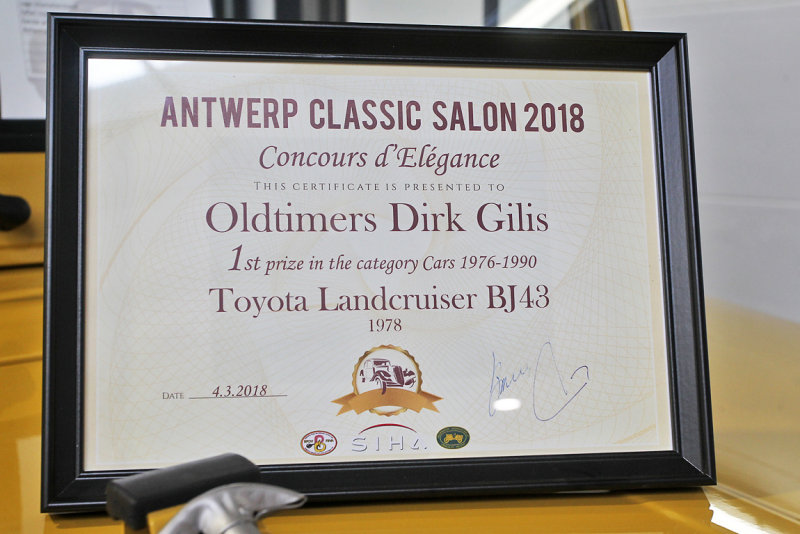 ANTWERP CLASSIC SALON 2018
Concours d'Elégance
THIS CERTIFICATE IS PRESENTED TO
Oldtimers Dirk Gilis
1st prize in the category Cars 1976-1990
Toyota Landcruiser BJ43
1978
DATE 4.3.2018
SIHA